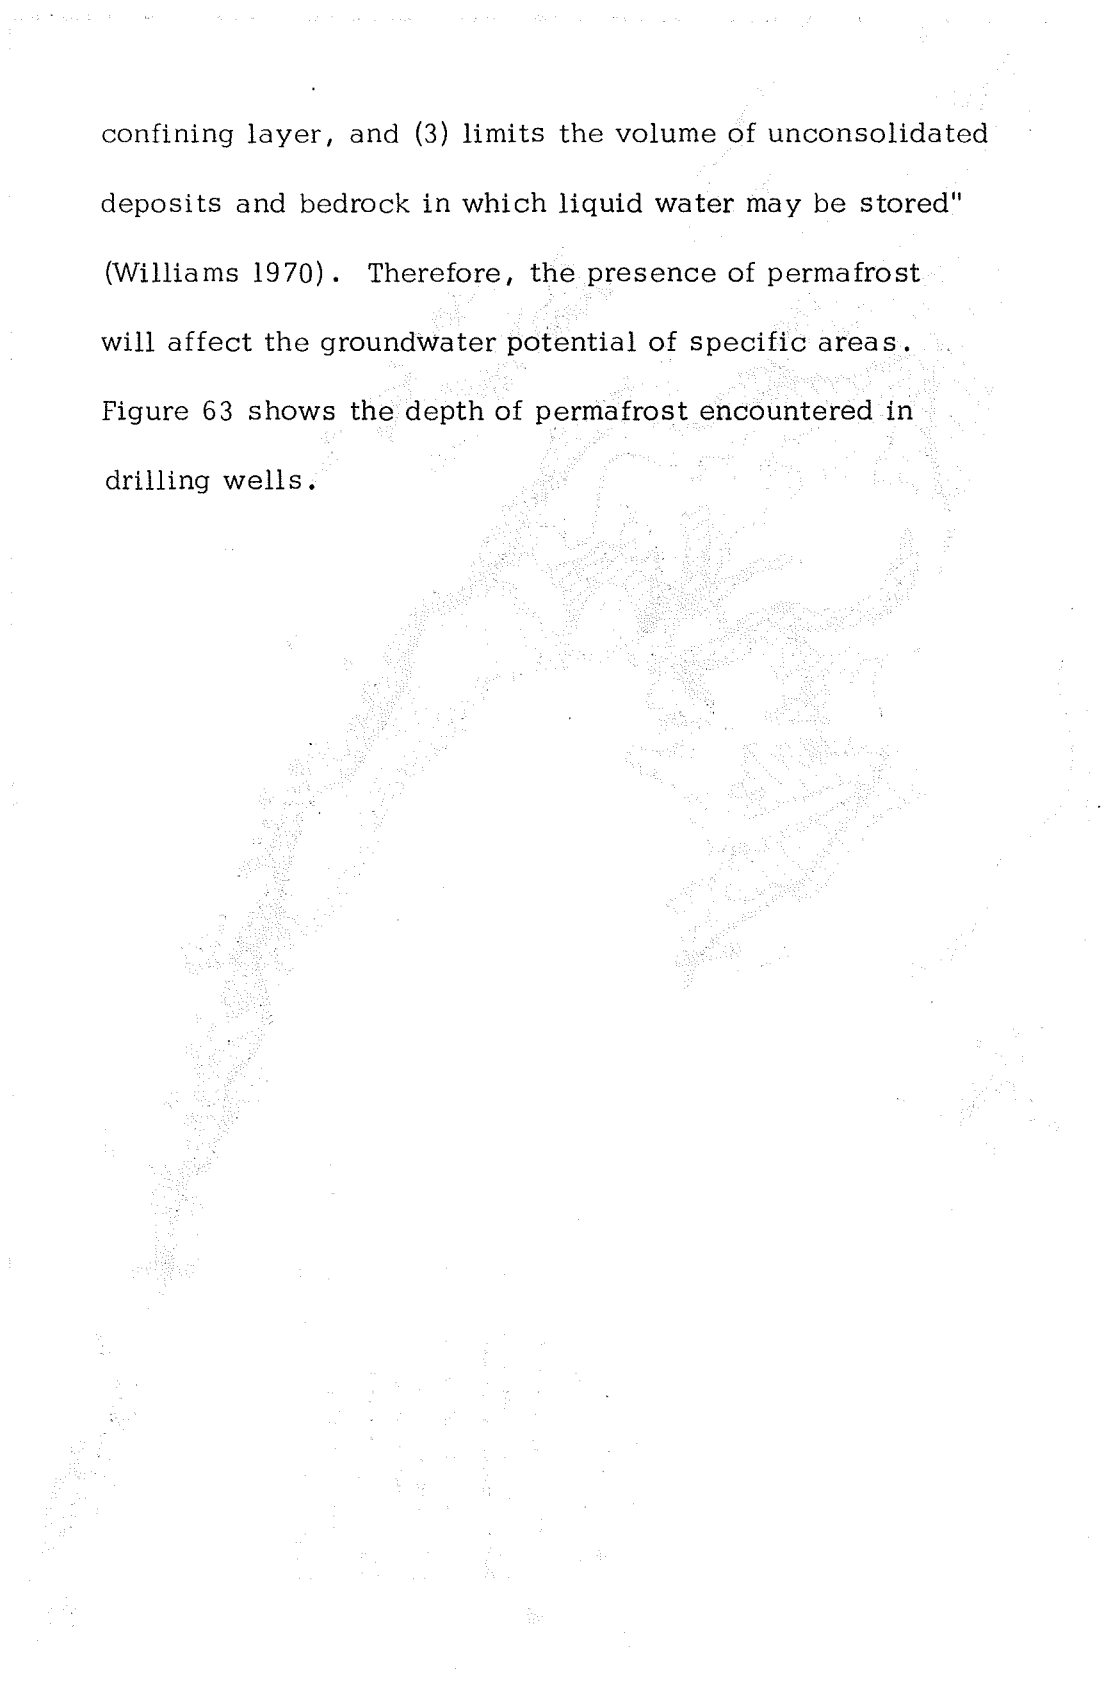 confining layer, and (3) limits the volume of unconsolidated
deposits and bedrock in which liquid water may be stored"
(Williams 1970). Therefore, the presence of permafrost
will affect the groundwater potential of specific areas.
Figure 63 shows the depth of permafrost encountered in
drilling wells.